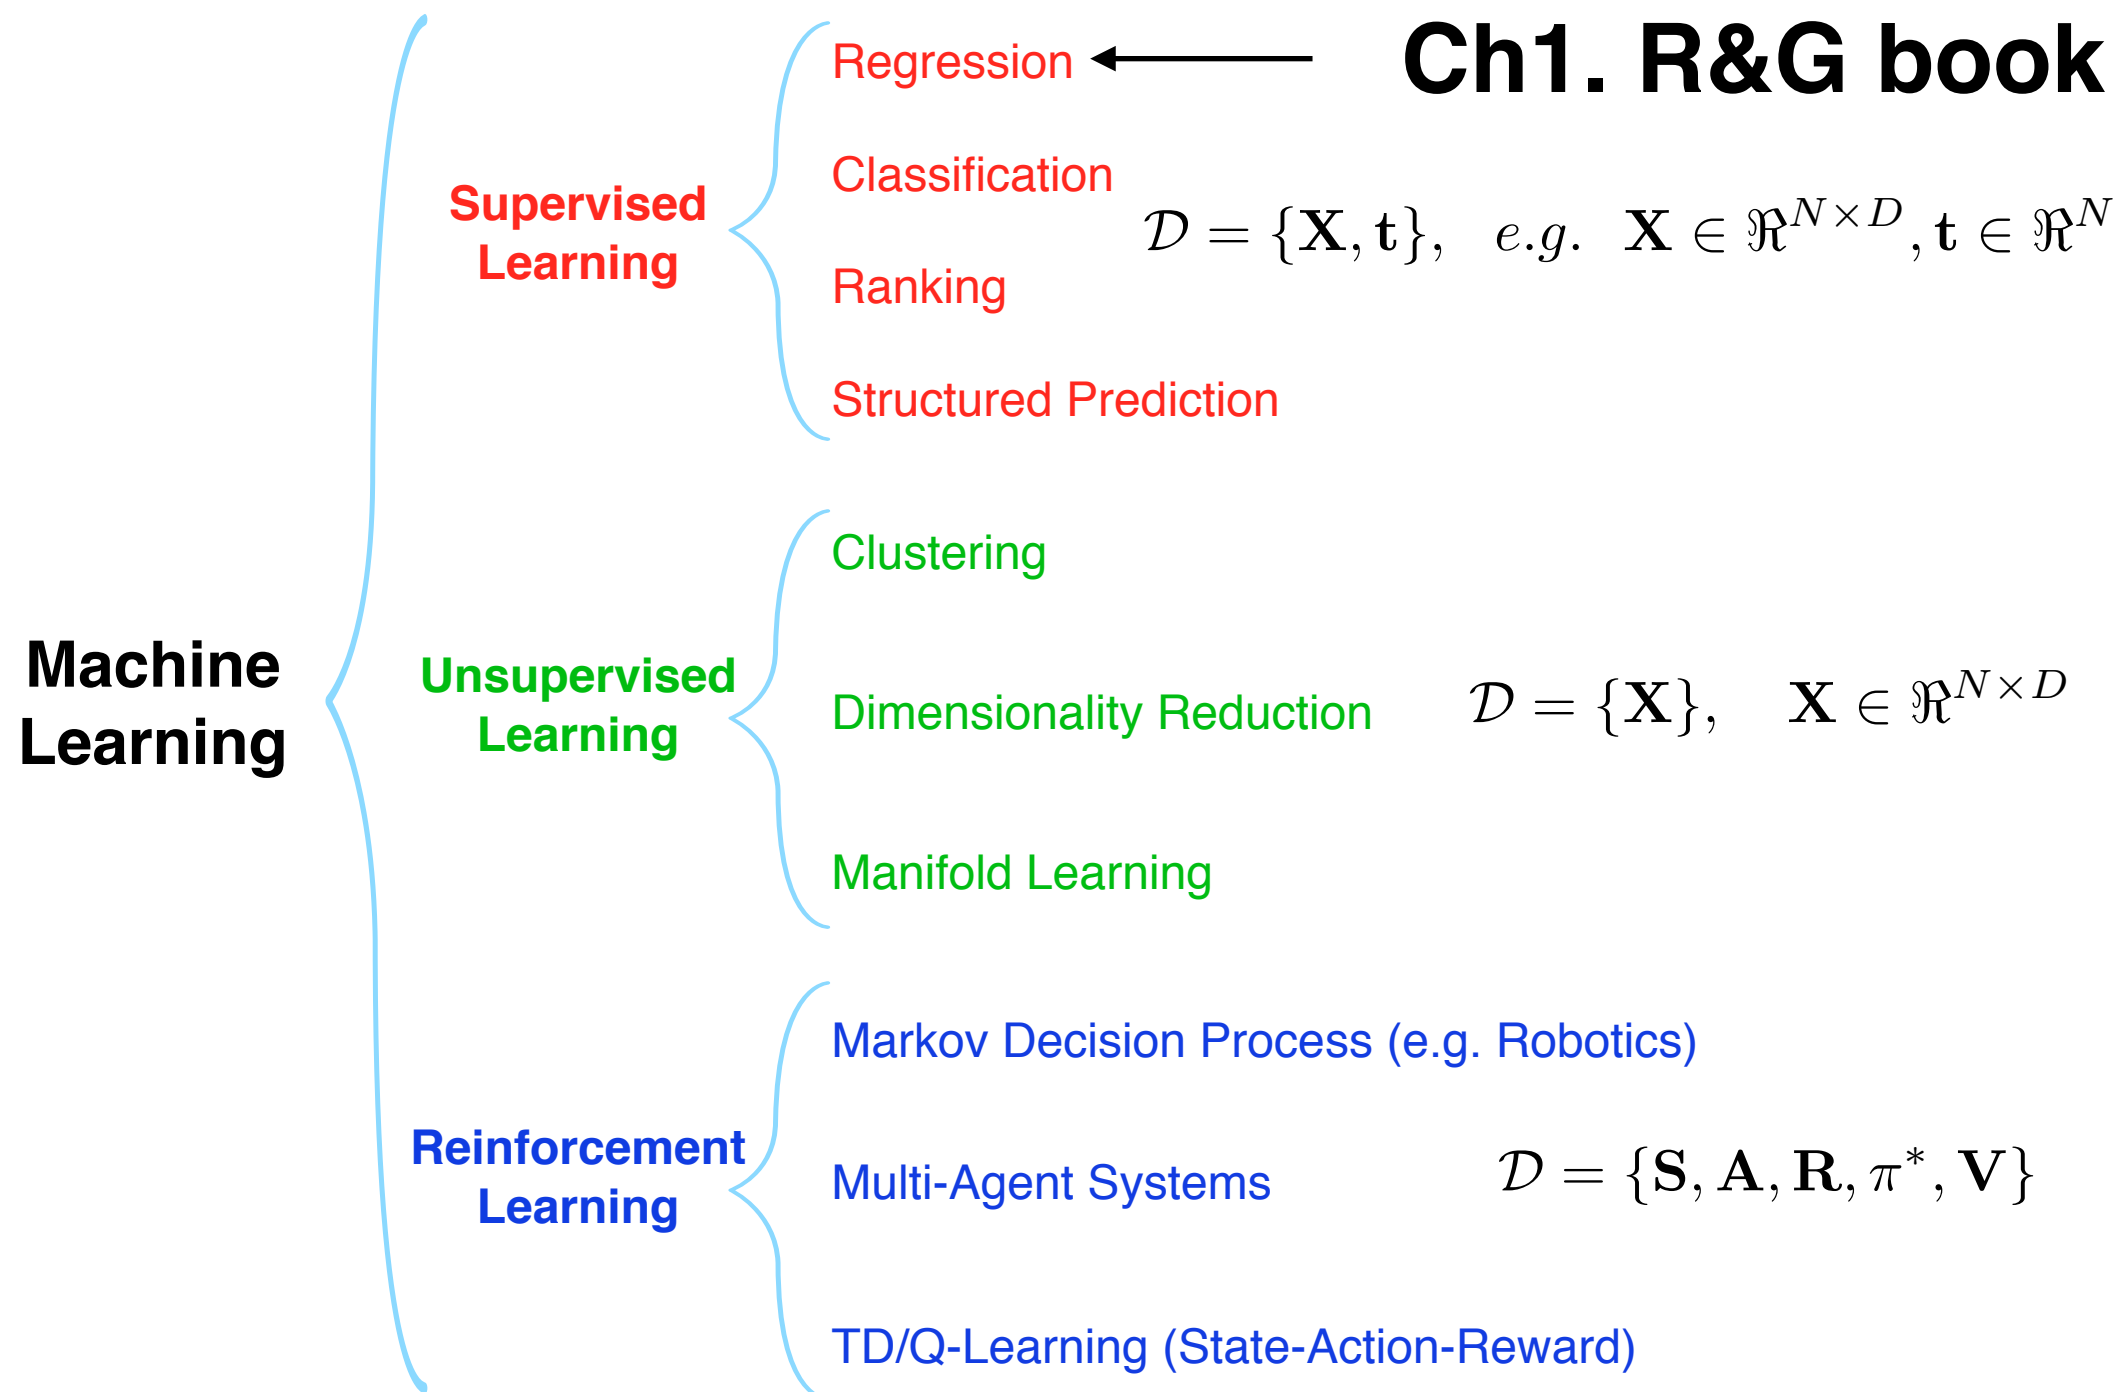 Machine
Learning
Supervised
Learning
Regression
Ch1. R&G book
Classification
Ranking
Structured Prediction
𝒟 = {𝐗, 𝐭}, e.g. 𝐗 ∈ ℜ^{N×D}, 𝐭 ∈ ℜ^N
Unsupervised
Learning
Clustering
Dimensionality Reduction
Manifold Learning
𝒟 = {𝐗}, 𝐗 ∈ ℜ^{N×D}
Reinforcement
Learning
Markov Decision Process (e.g. Robotics)
Multi-Agent Systems
TD/Q-Learning (State-Action-Reward)
𝒟 = {𝐒, 𝐀, 𝐑, π*, 𝐕}